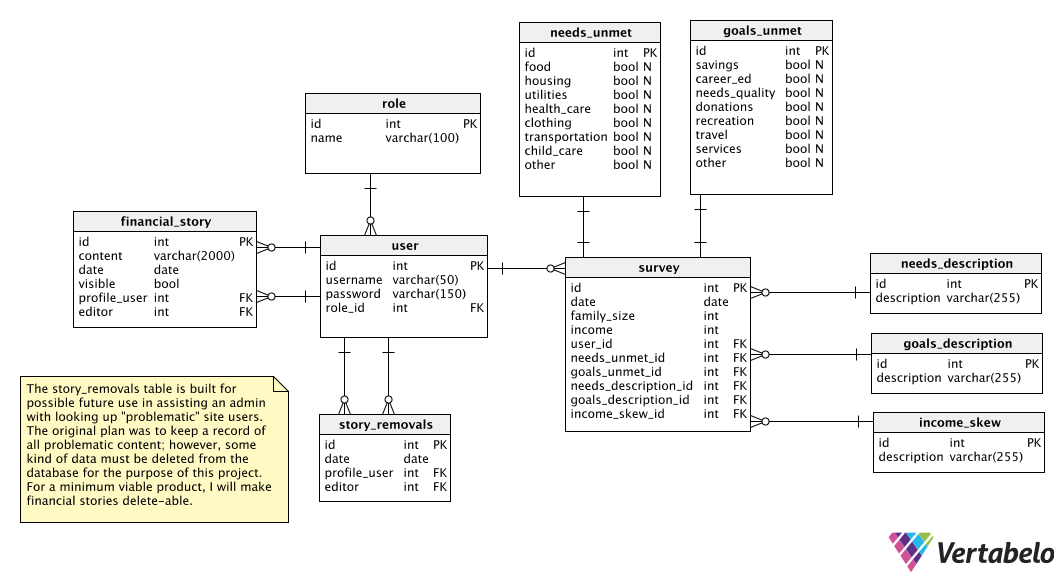 needs_unmet
id int PK
food bool N
housing bool N
utilities bool N
health_care bool N
clothing bool N
transportation bool N
child_care bool N
other bool N
goals_unmet
id int PK
savings bool N
career_ed bool N
needs_quality bool N
donations bool N
recreation bool N
travel bool N
services bool N
other bool N
role
id int PK
name varchar(100)
financial_story
id int PK
content varchar(2000)
date date
visible bool
profile_user int FK
editor int FK
user
id int PK
username varchar(50)
password varchar(150)
role_id int FK
survey
id int PK
date date
family_size int
income int
user_id int FK
needs_unmet_id int FK
goals_unmet_id int FK
needs_description_id int FK
goals_description_id int FK
income_skew_id int FK
needs_description
id int PK
description varchar(255)
goals_description
id int PK
description varchar(255)
income_skew
id int PK
description varchar(255)
The story_removals table is built for
possible future use in assisting an admin
with looking up "problematic" site users.
The original plan was to keep a record of
all problematic content; however, some
kind of data must be deleted from the
database for the purpose of this project.
For a minimum viable product, I will make
financial stories delete-able.
story_removals
id int PK
date date
profile_user int FK
editor int FK
Vertabelo